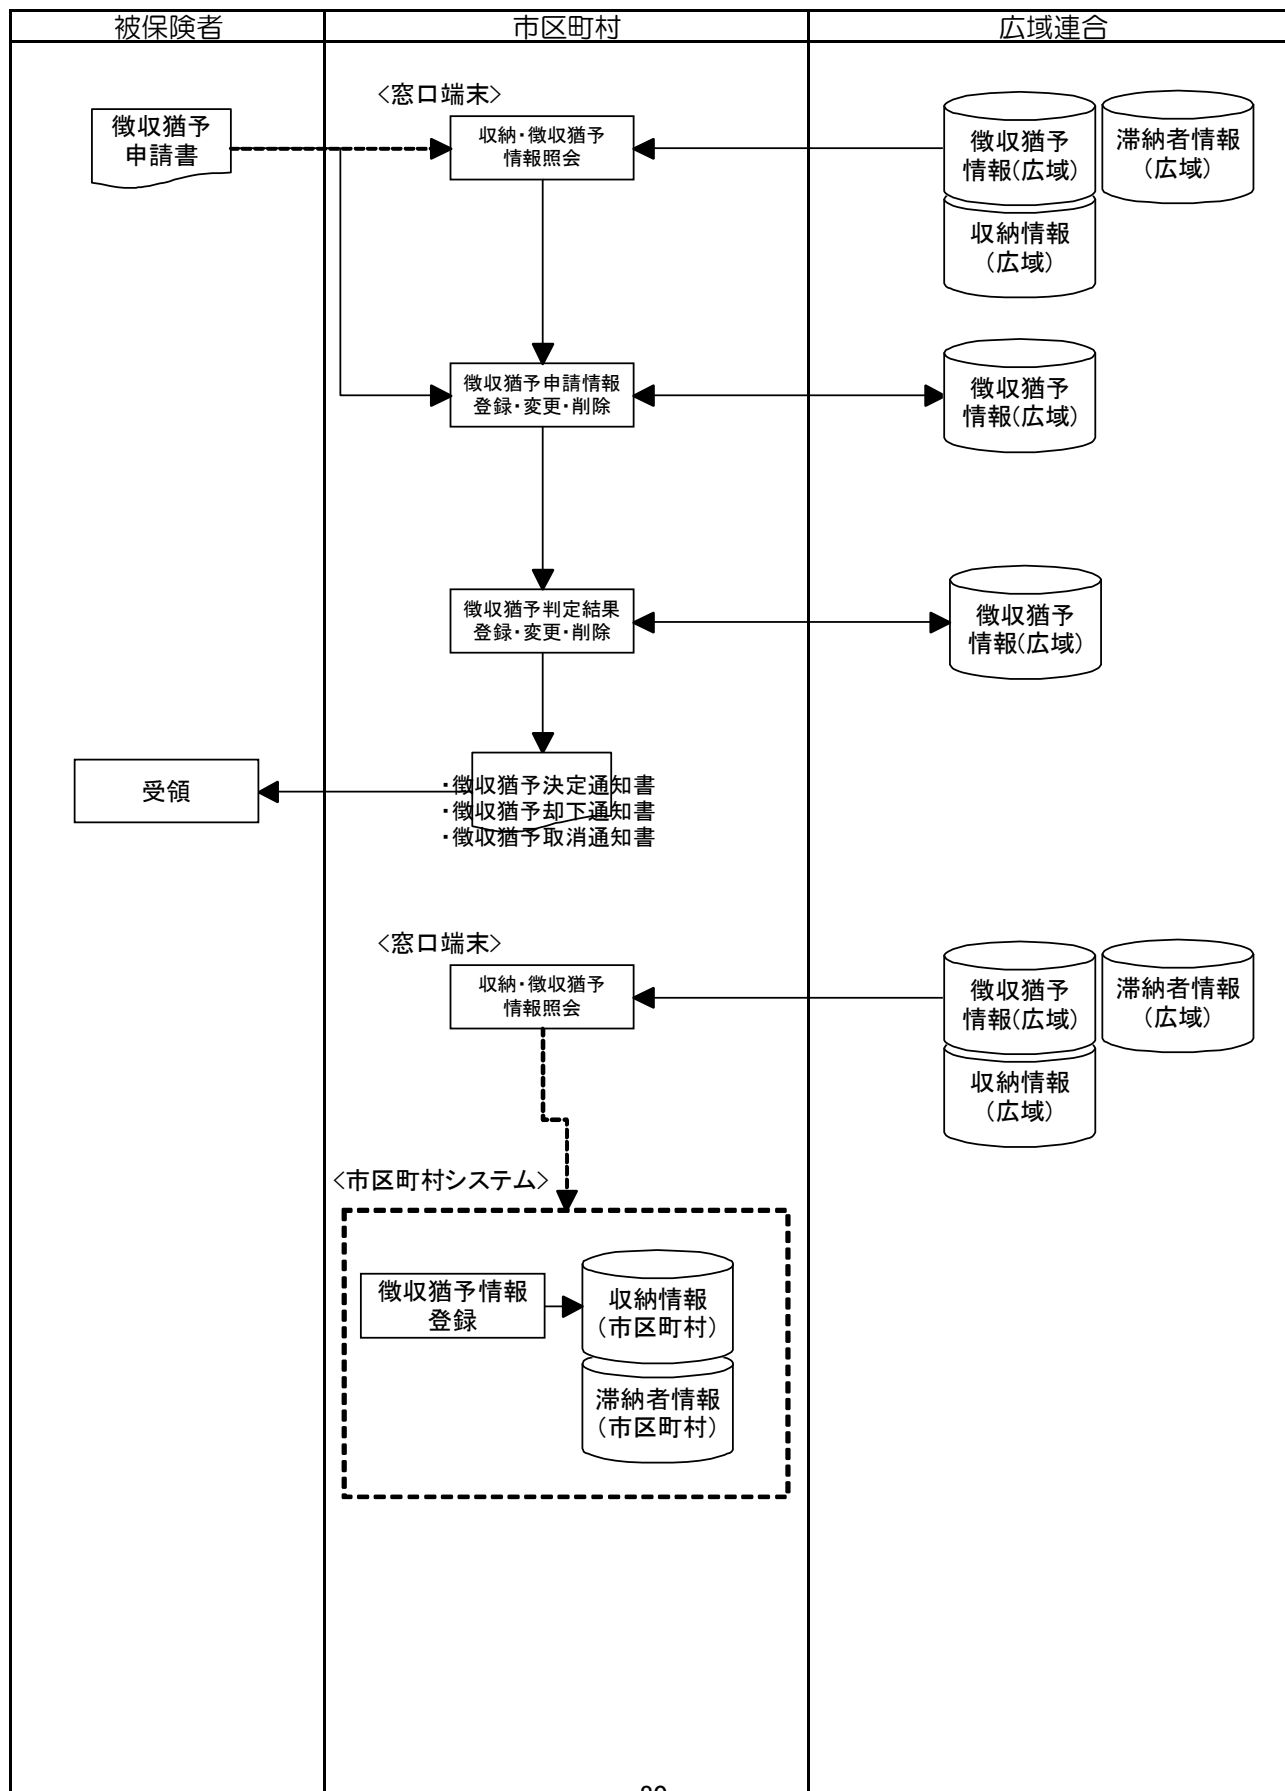 被保険者
市区町村
広域連合
<窓口端末>
徴収猶予
申請書
収納・徴収猶予
情報照会
徴収猶予
情報(広域)
滞納者情報
(広域)
収納情報
(広域)
徴収猶予申請情報
登録・変更・削除
徴収猶予
情報(広域)
徴収猶予判定結果
登録・変更・削除
徴収猶予
情報(広域)
受領
・徴収猶予決定通知書
・徴収猶予却下通知書
・徴収猶予取消通知書
<窓口端末>
収納・徴収猶予
情報照会
徴収猶予
情報(広域)
滞納者情報
(広域)
収納情報
(広域)
<市区町村システム>
徴収猶予情報
登録
収納情報
(市区町村)
滞納者情報
(市区町村)